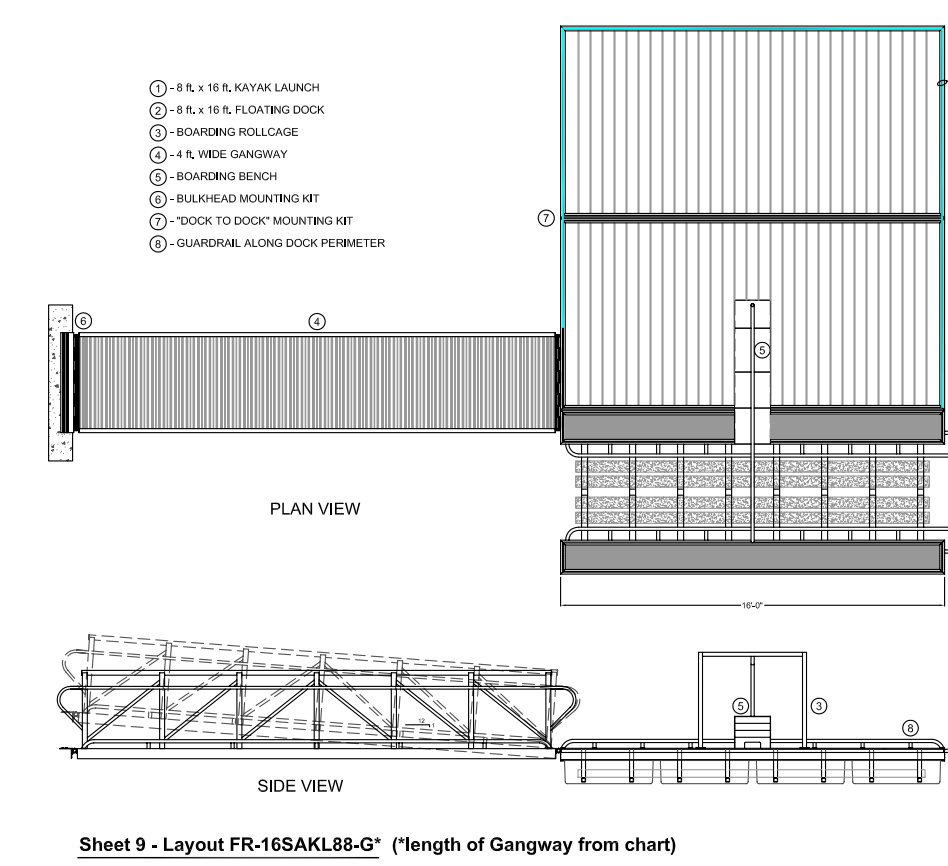 ① - 8 ft. x 16 ft. KAYAK LAUNCH
② - 8 ft. x 16 ft. FLOATING DOCK
③ - BOARDING ROLLCAGE
④ - 4 ft. WIDE GANGWAY
⑤ - BOARDING BENCH
⑥ - BULKHEAD MOUNTING KIT
⑦ - "DOCK TO DOCK" MOUNTING KIT
⑧ - GUARDRAIL ALONG DOCK PERIMETER
⑦
⑥
④
⑤
PLAN VIEW
16'-0"
⑤
③
⑧
12
1
SIDE VIEW
Sheet 9 - Layout FR-16SAKL88-G* (*length of Gangway from chart)